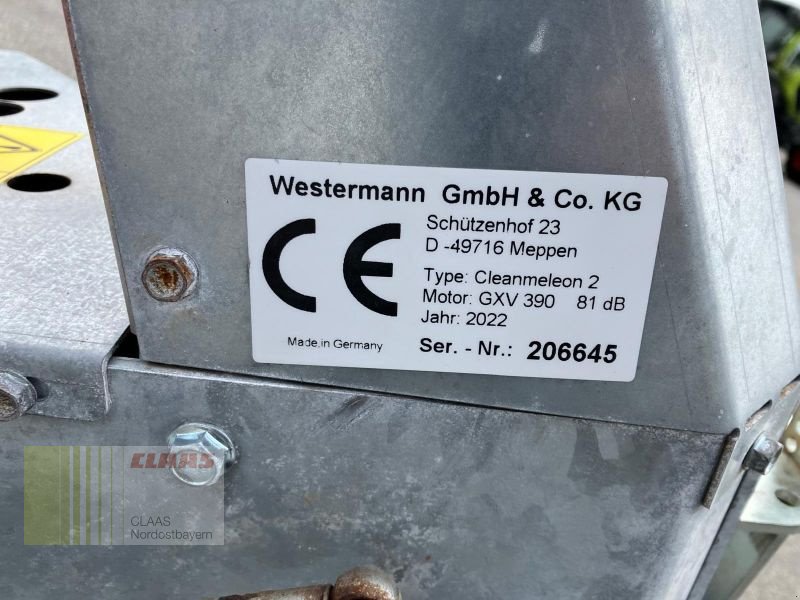 Westermann GmbH & Co. KG
Schützenhof 23
D -49716 Meppen
CE
Type: Cleanmeleon 2
Motor: GXV 390 81 dB
Jahr: 2022
Made in Germany
Ser. - Nr.: 206645
CLAAS
CLAAS
Nordostbayern